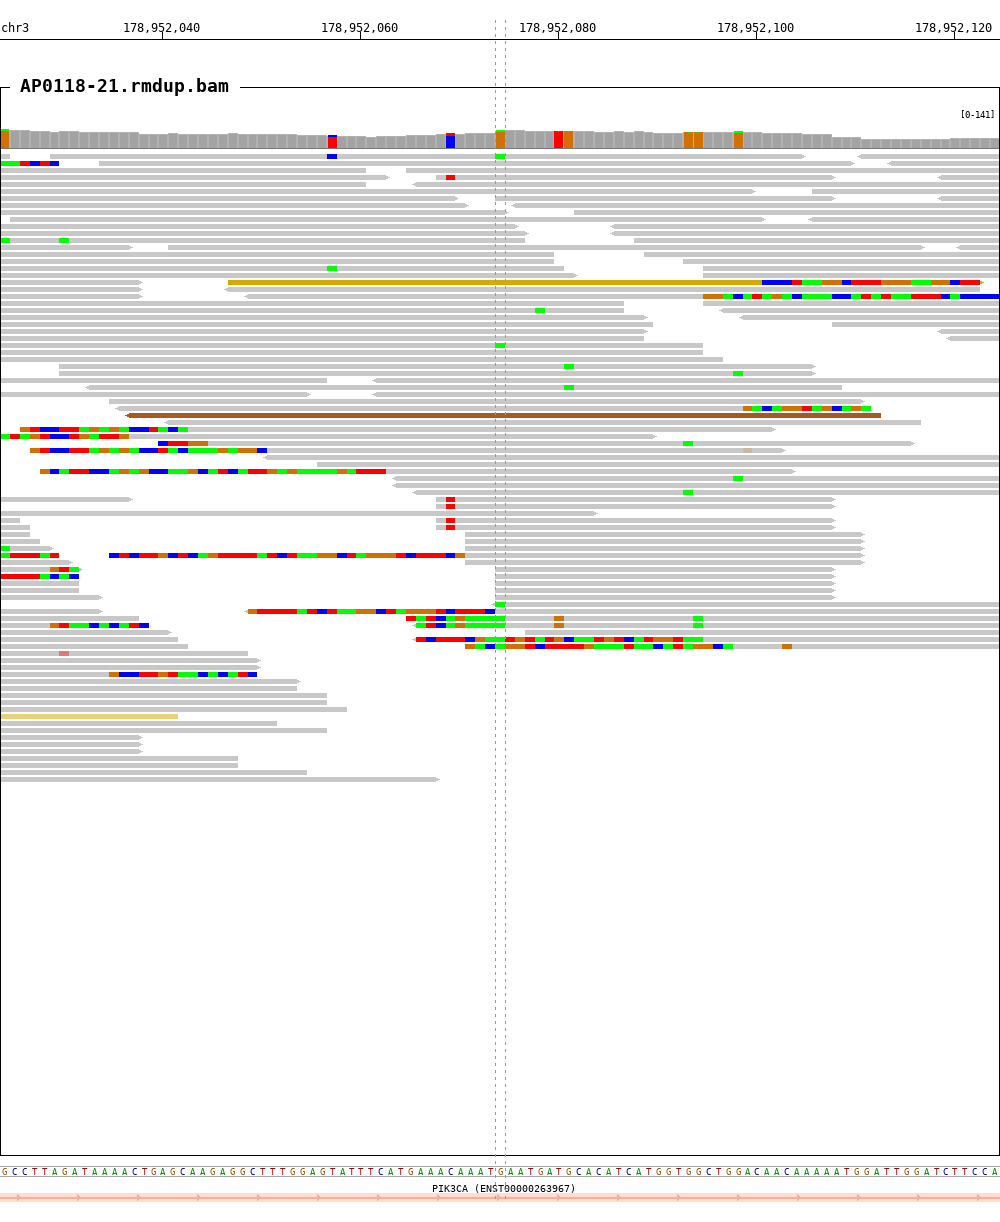 chr3 178,952,040 178,952,060 178,952,080 178,952,100 178,952,120
AP0118-21.rmdup.bam
[0-141]
GCCTTAGATAAAACTGAGCAAGAGGCTTTGGAGTATTTCATGAAACAAATGAATGATGCACATCATGGTGGCTGGACAACAAAAATGGATTGGATCTTCCA
PIK3CA (ENST00000263967)